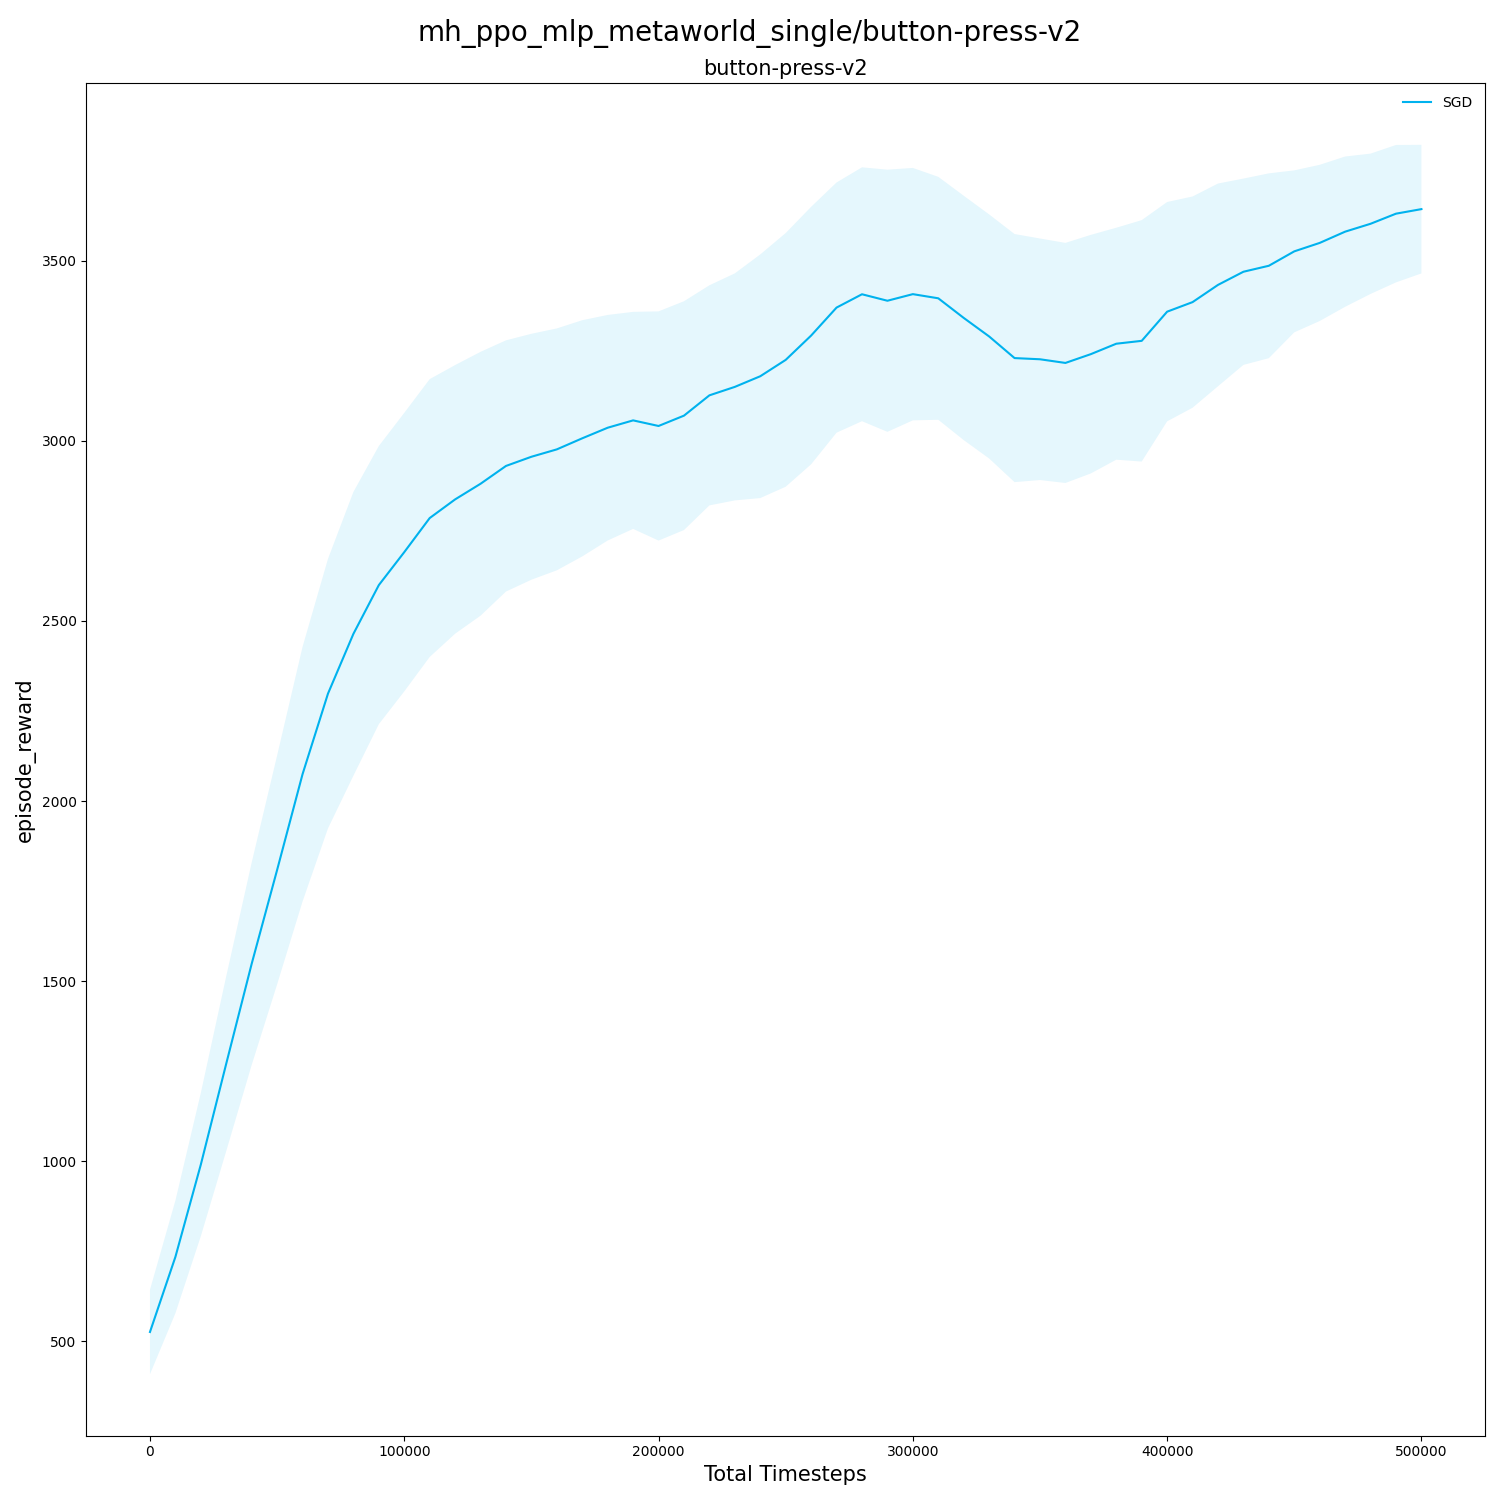 mh_ppo_mlp_metaworld_single/button-press-v2
button-press-v2
SGD
episode_reward
3500
3000
2500
2000
1500
1000
500
0 100000 200000 300000 400000 500000
Total Timesteps